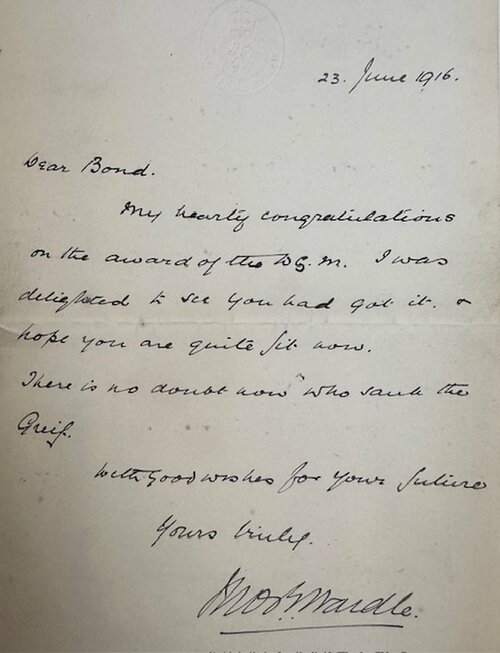 23. June 1916.
Dear Bond.
My hearty congratulations
on the award of the D.S.M. I was
delighted to see you had got it. &
hope you are quite fit now.
There is no doubt now who sank the
Greif.
With good wishes for your future
Yours truly.
Thos. E. Wardle.